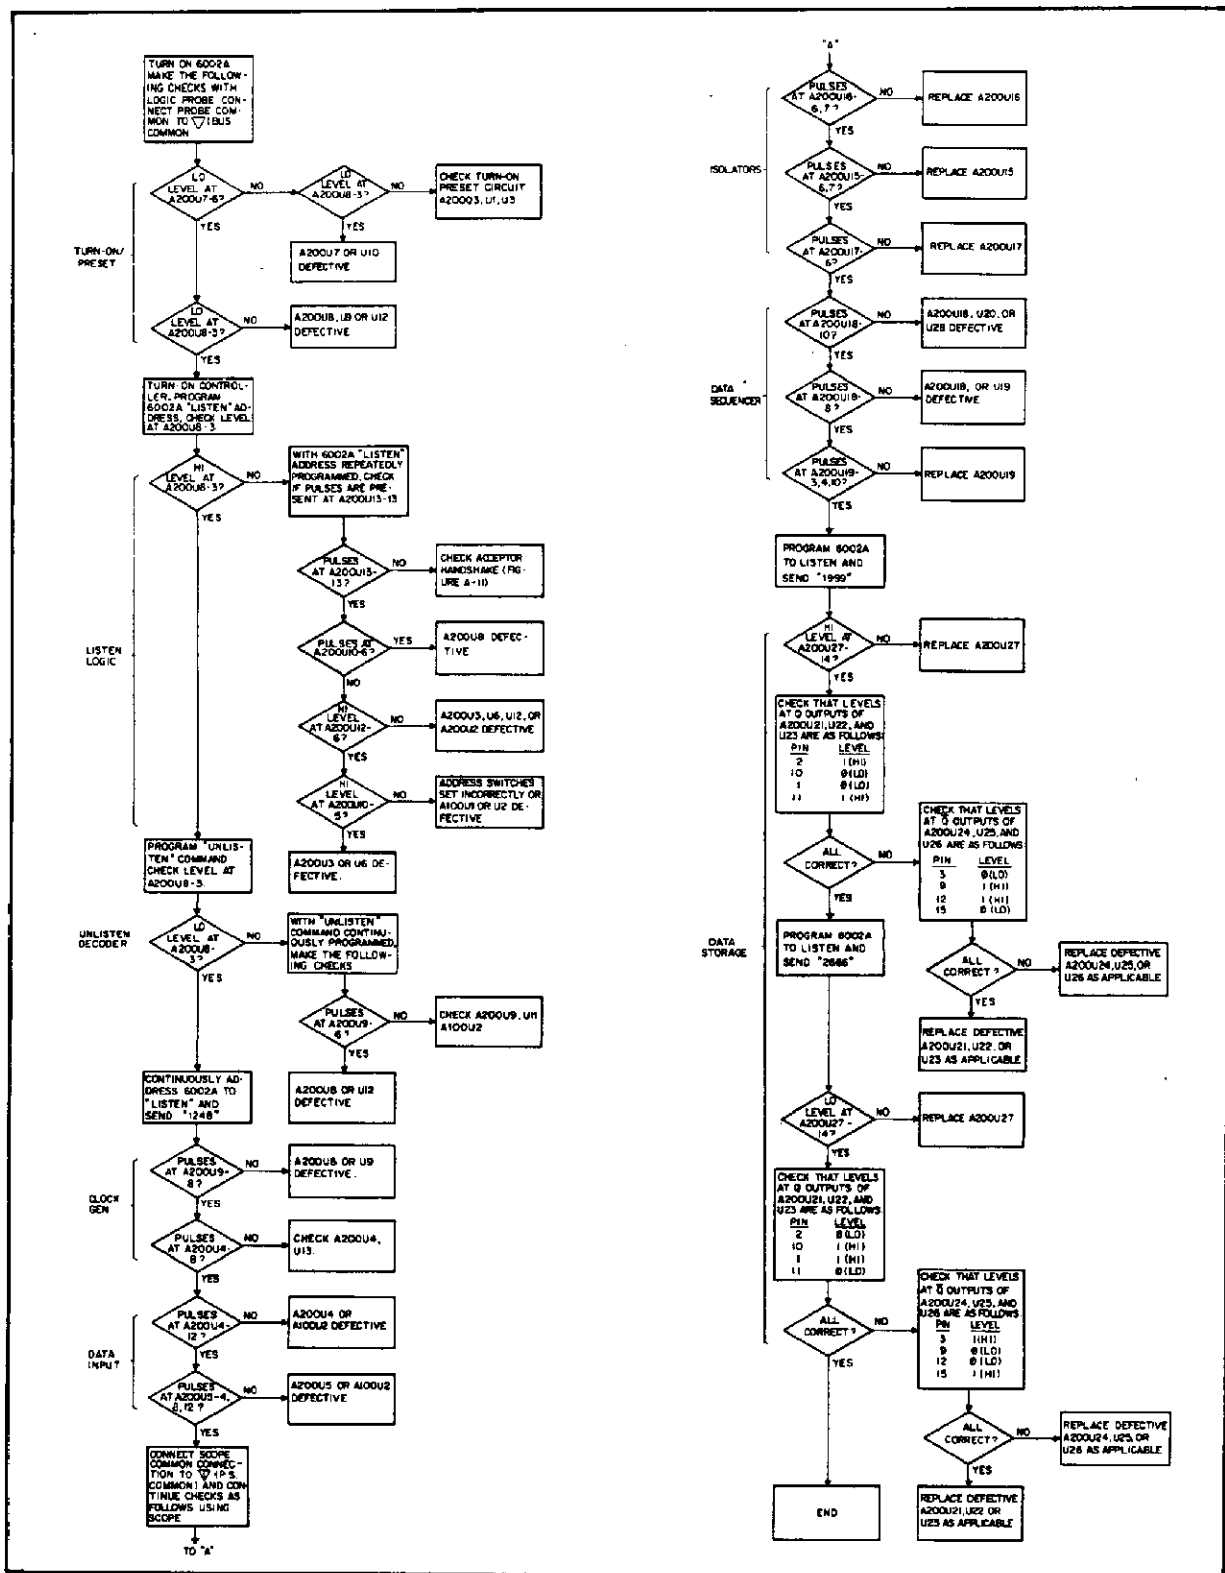 TURN ON 6002A
MAKE THE FOLLOW-
ING CHECKS WITH
LOGIC PROBE CON-
NECT PROBE COM-
MON TO ▽ (BUS
COMMON
LO
LEVEL AT
A200U7-6?
NO
YES
LO
LEVEL AT
A200U8-3?
NO
YES
CHECK TURN-ON
PRESET CIRCUIT
A200Q3, U1, U3
A200U7 OR U10
DEFECTIVE
TURN-ON/
PRESET
LO
LEVEL AT
A200U8-3?
NO
YES
A200U8, U9 OR U12
DEFECTIVE
TURN-ON CONTROL-
LER, PROGRAM
6002A "LISTEN" AD-
DRESS, CHECK LEVEL
AT A200U8-3
HI
LEVEL AT
A200U8-3?
NO
YES
WITH 6002A "LISTEN"
ADDRESS REPEATEDLY
PROGRAMMED, CHECK
IF PULSES ARE PRE-
SENT AT A200U13-13
PULSES
AT A200U13-
13?
NO
YES
CHECK ACCEPTOR
HANDSHAKE (FIG-
URE A-11)
LISTEN
LOGIC
PULSES AT
A200U10-6?
YES
NO
A200U8 DEFEC-
TIVE
HI
LEVEL
AT A200U12-
6?
NO
YES
A200U3, U6, U12, OR
A200U2 DEFECTIVE
HI
LEVEL
AT A200U10-
5?
NO
YES
ADDRESS SWITCHES
SET INCORRECTLY OR
A100U1 OR U2 DE-
FECTIVE
A200U3 OR U6 DE-
FECTIVE.
PROGRAM "UNLIS-
TEN" COMMAND
CHECK LEVEL AT
A200U8-3.
UNLISTEN
DECODER
LO
LEVEL AT
A200U8-
3?
NO
YES
WITH "UNLISTEN"
COMMAND CONTINU-
OUSLY PROGRAMMED,
MAKE THE FOLLOW-
ING CHECKS
PULSES
AT A200U9-
6?
NO
YES
CHECK A200U9, U11
A100U2
A200U8 OR U12
DEFECTIVE
CONTINUOUSLY AD-
DRESS 6002A TO
"LISTEN" AND
SEND "1248"
CLOCK
GEN
PULSES
AT A200U9-
8?
NO
YES
A200U8 OR U9
DEFECTIVE.
PULSES
AT A200U4-
8?
NO
YES
CHECK A200U4,
U13.
DATA
INPUT
PULSES
AT A200U4-
12?
NO
YES
A200U4 OR
A100U2 DEFECTIVE
PULSES
AT A200U5-4,
8,12?
NO
YES
A200U5 OR A100U2
DEFECTIVE
CONNECT SCOPE
COMMON CONNEC-
TION TO ▽ (P.S.
COMMON) AND CON-
TINUE CHECKS AS
FOLLOWS USING
SCOPE
TO "A"
"A"
ISOLATORS
PULSES
AT A200U16-
6,7?
NO
YES
REPLACE A200U16
PULSES
AT A200U15-
6,7?
NO
YES
REPLACE A200U15
PULSES
AT A200U17-
6?
NO
YES
REPLACE A200U17
PULSES
AT A200U18-
10?
NO
YES
A200U18, U20, OR
U28 DEFECTIVE
DATA
SEQUENCER
PULSES
AT A200U18-
8?
NO
YES
A200U18, OR U19
DEFECTIVE
PULSES
AT A200U19-
3,4,10?
NO
YES
REPLACE A200U19
PROGRAM 6002A
TO LISTEN AND
SEND "1999"
HI
LEVEL AT
A200U27-
14?
NO
YES
REPLACE A200U27
CHECK THAT LEVELS
AT Q OUTPUTS OF
A200U21, U22, AND
U23 ARE AS FOLLOWS
PIN LEVEL
2 1 (HI)
10 0 (LO)
1 0 (LO)
11 1 (HI)
ALL
CORRECT?
NO
YES
CHECK THAT LEVELS
AT Q̅ OUTPUTS OF
A200U24, U25, AND
U26 ARE AS FOLLOWS
PIN LEVEL
3 0 (LO)
9 1 (HI)
12 1 (HI)
15 0 (LO)
DATA
STORAGE
PROGRAM 6002A
TO LISTEN AND
SEND "2666"
ALL
CORRECT?
NO
YES
REPLACE DEFECTIVE
A200U24, U25, OR
U26 AS APPLICABLE
REPLACE DEFECTIVE
A200U21, U22, OR
U23 AS APPLICABLE
LO
LEVEL AT
A200U27-
14?
NO
YES
REPLACE A200U27
CHECK THAT LEVELS
AT Q OUTPUTS OF
A200U21, U22, AND
U23 ARE AS FOLLOWS
PIN LEVEL
2 0 (LO)
10 1 (HI)
1 1 (HI)
11 0 (LO)
ALL
CORRECT?
NO
YES
CHECK THAT LEVELS
AT Q̅ OUTPUTS OF
A200U24, U25, AND
U26 ARE AS FOLLOWS
PIN LEVEL
3 1 (HI)
9 0 (LO)
12 0 (LO)
15 1 (HI)
ALL
CORRECT?
NO
YES
REPLACE DEFECTIVE
A200U24, U25, OR
U26 AS APPLICABLE
REPLACE DEFECTIVE
A200U21, U22 OR
U23 AS APPLICABLE
END